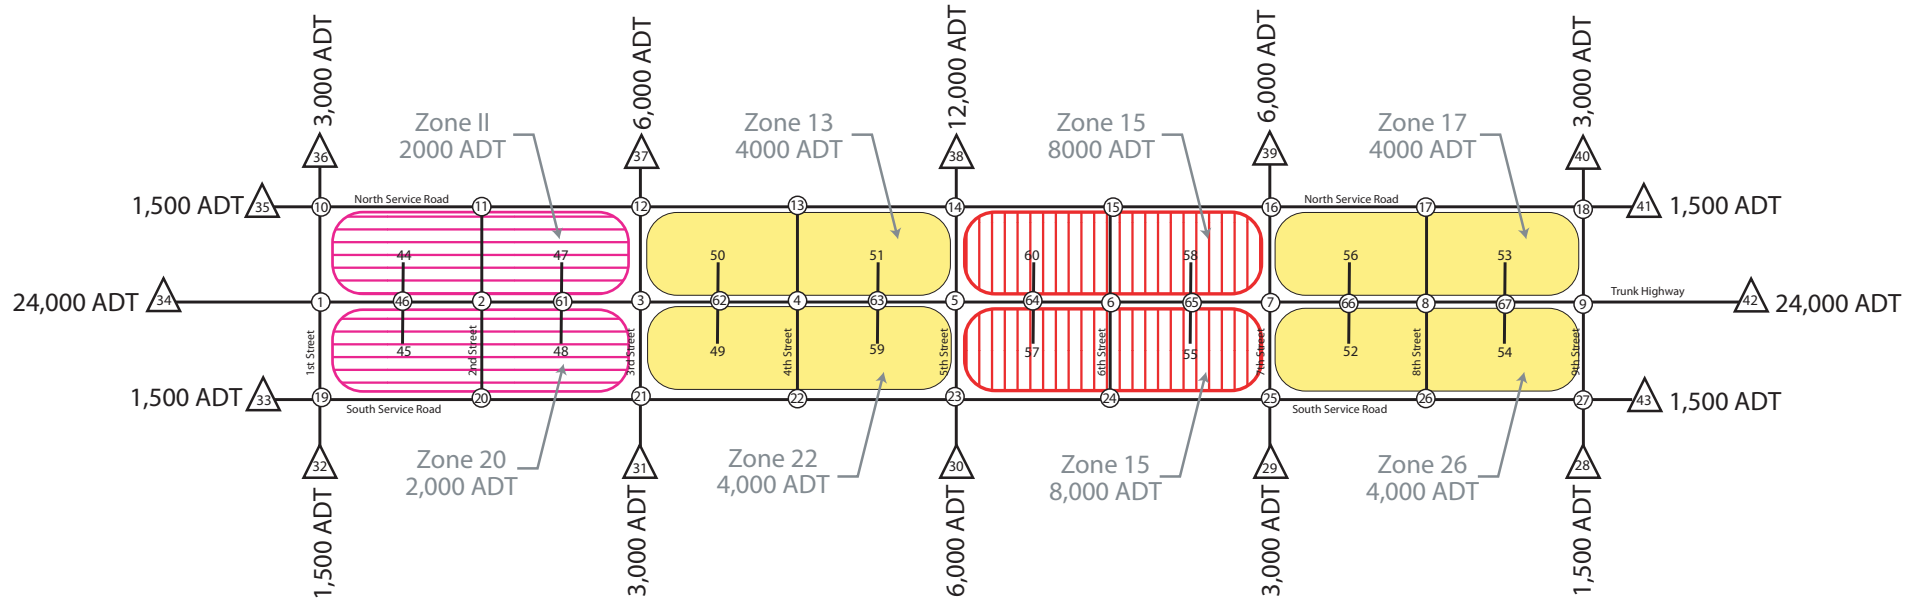 3,000 ADT
6,000 ADT
12,000 ADT
6,000 ADT
3,000 ADT
Zone II
2000 ADT
Zone 13
4000 ADT
Zone 15
8000 ADT
Zone 17
4000 ADT
36
37
38
39
40
1,500 ADT
35
North Service Road
North Service Road
41
1,500 ADT
10
11
12
13
14
15
16
17
18
44
47
50
51
60
58
56
53
24,000 ADT
34
1
46
2
61
3
62
4
63
5
64
6
65
7
66
8
67
9
Trunk Highway
42
24,000 ADT
1st Street
2nd Street
3rd Street
4th Street
5th Street
6th Street
7th Street
8th Street
9th Street
45
48
49
59
57
55
52
54
1,500 ADT
33
19
20
21
22
23
24
25
26
27
43
1,500 ADT
South Service Road
South Service Road
32
31
30
29
28
Zone 20
2,000 ADT
Zone 22
4,000 ADT
Zone 15
8,000 ADT
Zone 26
4,000 ADT
1,500 ADT
3,000 ADT
6,000 ADT
3,000 ADT
1,500 ADT